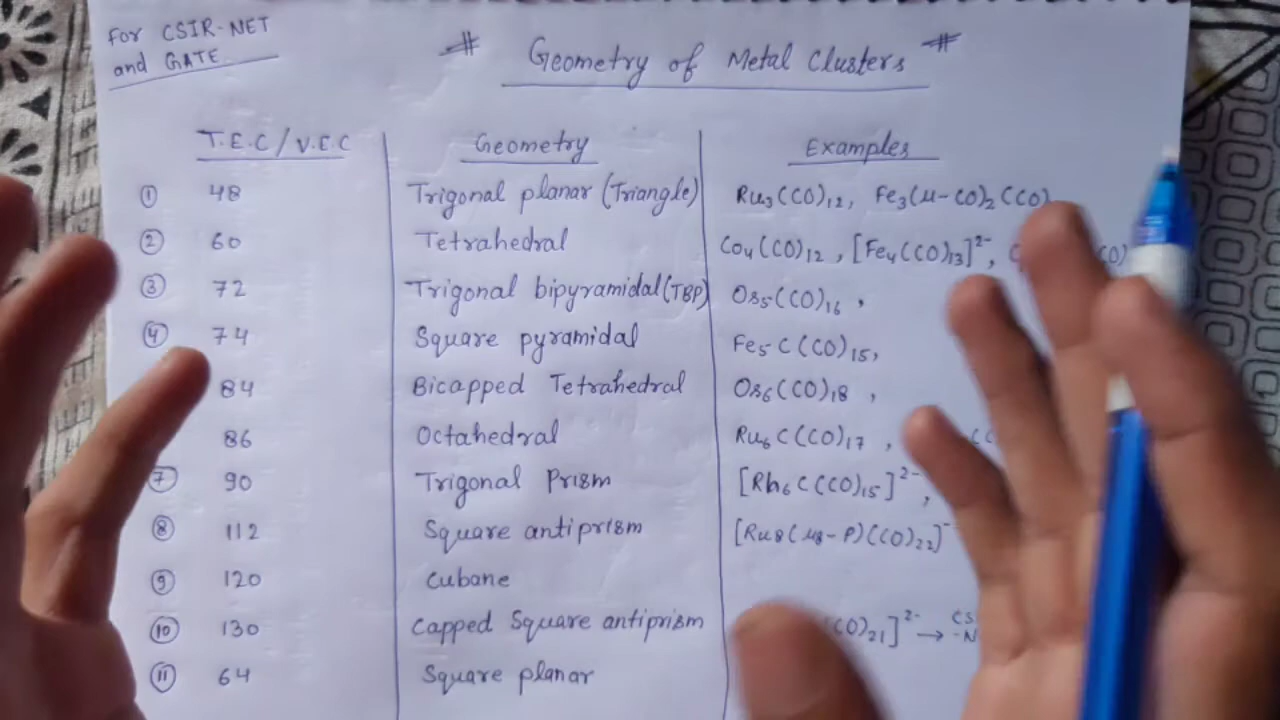 For CSIR-NET
and GATE
# Geometry of Metal Clusters #
T.E.C / V.E.C Geometry Examples
① 48 Trigonal planar (Triangle) Ru₃(CO)₁₂, Fe₃(μ-CO)₂(CO)
② 60 Tetrahedral Co₄(CO)₁₂, [Fe₄(CO)₁₃]²⁻,
③ 72 Trigonal bipyramidal (TBP) Os₅(CO)₁₆,
④ 74 Square pyramidal Fe₅C(CO)₁₅,
84 Bicapped Tetrahedral Os₆(CO)₁₈,
86 Octahedral Ru₆C(CO)₁₇,
⑦ 90 Trigonal Prism [Rh₆C(CO)₁₅]²⁻,
⑧ 112 Square antiprism [Ru₈(μ₈-P)(CO)₂₂]⁻
⑨ 120 Cubane
⑩ 130 Capped Square antiprism (CO)₂₁]²⁻ →
⑪ 64 Square planar